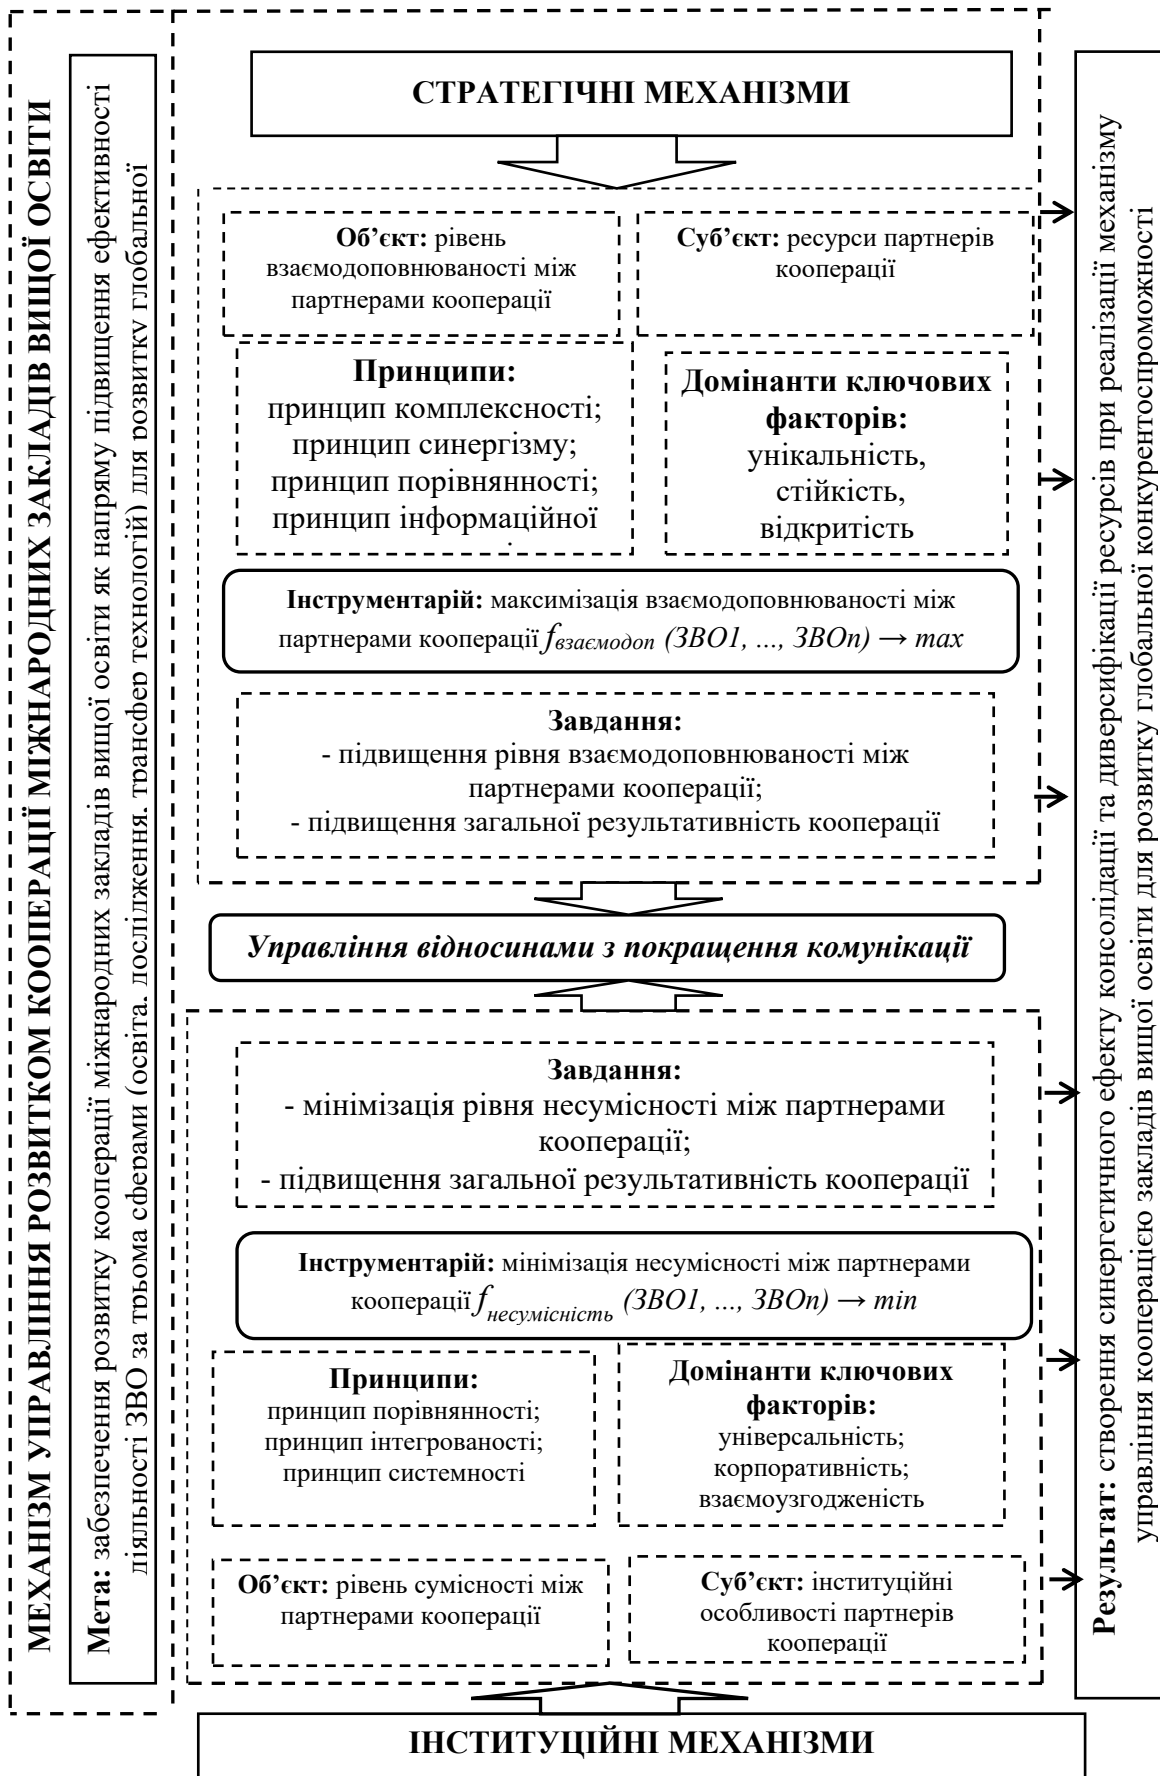 МЕХАНІЗМ УПРАВЛІННЯ РОЗВИТКОМ КООПЕРАЦІЇ МІЖНАРОДНИХ ЗАКЛАДІВ ВИЩОЇ ОСВІТИ
Мета: забезпечення розвитку кооперації міжнародних закладів вищої освіти як напряму підвищення ефективності
діяльності ЗВО за трьома сферами (освіта, дослідження, трансфер технологій) для розвитку глобальної
СТРАТЕГІЧНІ МЕХАНІЗМИ
Об’єкт: рівень
взаємодоповнюваності між
партнерами кооперації
Суб’єкт: ресурси партнерів
кооперації
Принципи:
принцип комплексності;
принцип синергізму;
принцип порівнянності;
принцип інформаційної
Домінанти ключових
факторів:
унікальність,
стійкість,
відкритість
Інструментарій: максимізація взаємодоповнюваності між
партнерами кооперації fвзаємодоп (ЗВО1, ..., ЗВОn) → max
Завдання:
- підвищення рівня взаємодоповнюваності між
партнерами кооперації;
- підвищення загальної результативність кооперації
Управління відносинами з покращення комунікації
Завдання:
- мінімізація рівня несумісності між партнерами
кооперації;
- підвищення загальної результативність кооперації
Інструментарій: мінімізація несумісності між партнерами
кооперації fнесумісність (ЗВО1, ..., ЗВОn) → min
Принципи:
принцип порівнянності;
принцип інтегрованості;
принцип системності
Домінанти ключових
факторів:
універсальність;
корпоративність;
взаємоузгодженість
Об’єкт: рівень сумісності між
партнерами кооперації
Суб’єкт: інституційні
особливості партнерів
кооперації
ІНСТИТУЦІЙНІ МЕХАНІЗМИ
Результат: створення синергетичного ефекту консолідації та диверсифікації ресурсів при реалізації механізму
управління кооперацією закладів вищої освіти для розвитку глобальної конкурентоспроможності